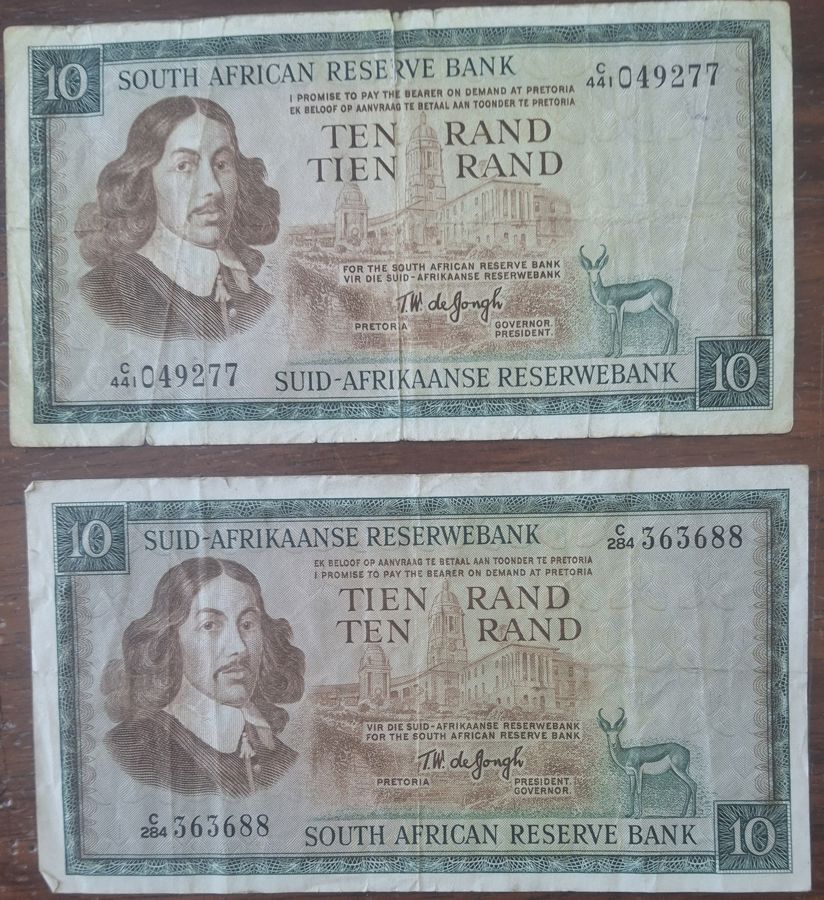 10 SOUTH AFRICAN RESERVE BANK C/441 049277
I PROMISE TO PAY THE BEARER ON DEMAND AT PRETORIA
EK BELOOF OP AANVRAAG TE BETAAL AAN TOONDER TE PRETORIA
TEN RAND
TIEN RAND
FOR THE SOUTH AFRICAN RESERVE BANK
VIR DIE SUID-AFRIKAANSE RESERWEBANK
T.W. de Jongh
PRETORIA GOVERNOR.
PRESIDENT.
C/441 049277 SUID-AFRIKAANSE RESERWEBANK 10
10 SUID-AFRIKAANSE RESERWEBANK C/284 363688
EK BELOOF OP AANVRAAG TE BETAAL AAN TOONDER TE PRETORIA
I PROMISE TO PAY THE BEARER ON DEMAND AT PRETORIA
TIEN RAND
TEN RAND
VIR DIE SUID-AFRIKAANSE RESERWEBANK
FOR THE SOUTH AFRICAN RESERVE BANK
T.W. de Jongh
PRETORIA PRESIDENT.
GOVERNOR.
C/284 363688 SOUTH AFRICAN RESERVE BANK 10